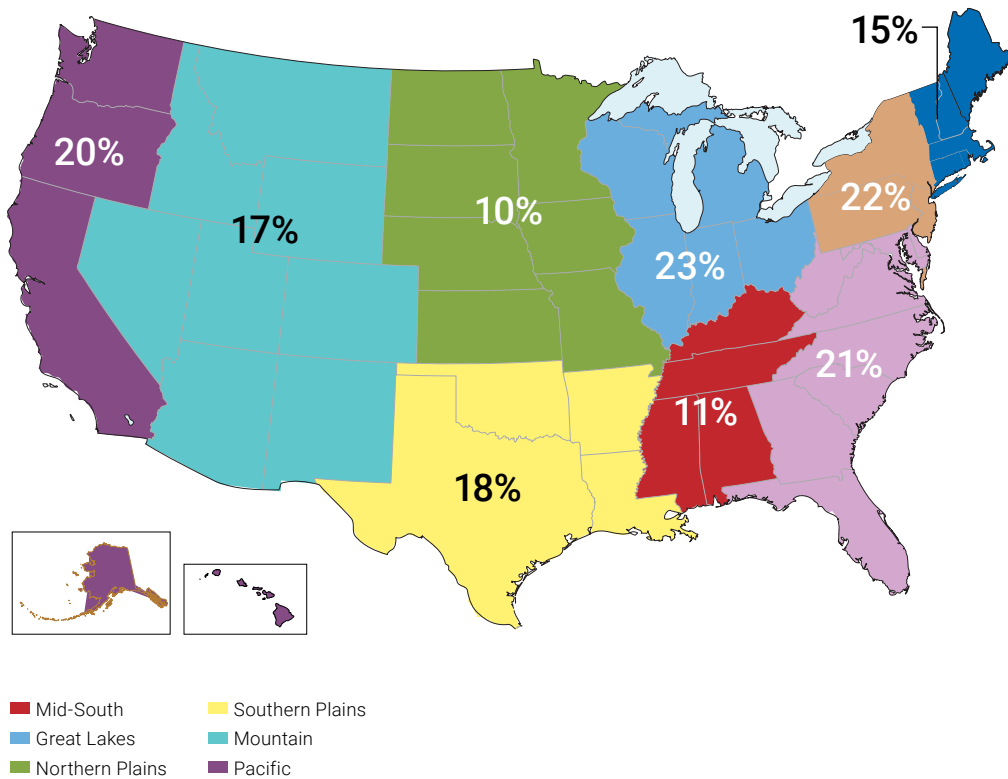 15%
20%
22%
10%
17%
23%
21%
11%
18%
Mid-South
Southern Plains
Great Lakes
Mountain
Northern Plains
Pacific